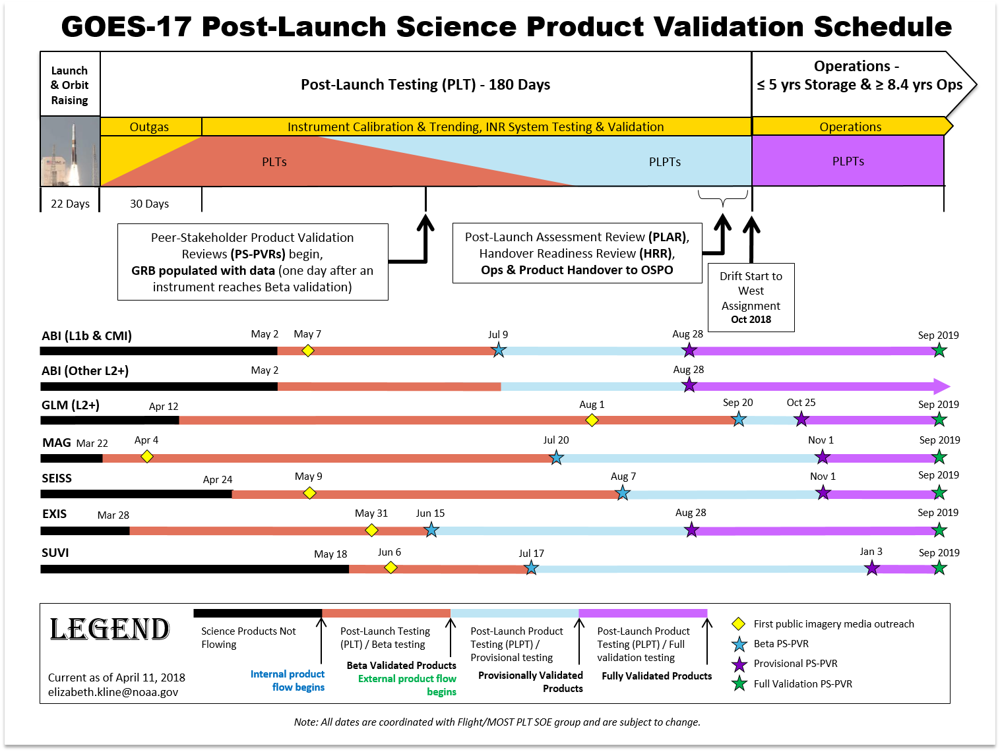 GOES-17 Post-Launch Science Product Validation Schedule
Launch
& Orbit
Raising
Post-Launch Testing (PLT) - 180 Days
Operations -
≤ 5 yrs Storage & ≥ 8.4 yrs Ops
Outgas
Instrument Calibration & Trending, INR System Testing & Validation
Operations
PLTs
PLPTs
PLPTs
22 Days
30 Days
Peer-Stakeholder Product Validation
Reviews (PS-PVRs) begin,
GRB populated with data (one day after an
instrument reaches Beta validation)
Post-Launch Assessment Review (PLAR),
Handover Readiness Review (HRR),
Ops & Product Handover to OSPO
Drift Start to
West
Assignment
Oct 2018
ABI (L1b & CMI)
May 2
May 7
Jul 9
Aug 28
Sep 2019
ABI (Other L2+)
May 2
Aug 28
GLM (L2+)
Apr 12
Aug 1
Sep 20
Oct 25
Sep 2019
MAG
Mar 22
Apr 4
Jul 20
Nov 1
Sep 2019
SEISS
Apr 24
May 9
Aug 7
Nov 1
Sep 2019
EXIS
Mar 28
May 31
Jun 15
Aug 28
Sep 2019
SUVI
May 18
Jun 6
Jul 17
Jan 3
Sep 2019
LEGEND
Current as of April 11, 2018
elizabeth.kline@noaa.gov
Science Products Not
Flowing
Internal product
flow begins
Post-Launch Testing
(PLT) / Beta testing
Beta Validated Products
External product flow
begins
Post-Launch Product
Testing (PLPT) /
Provisional testing
Provisionally Validated
Products
Post-Launch Product
Testing (PLPT) / Full
validation testing
Fully Validated Products
First public imagery media outreach
Beta PS-PVR
Provisional PS-PVR
Full Validation PS-PVR
Note: All dates are coordinated with Flight/MOST PLT SOE group and are subject to change.